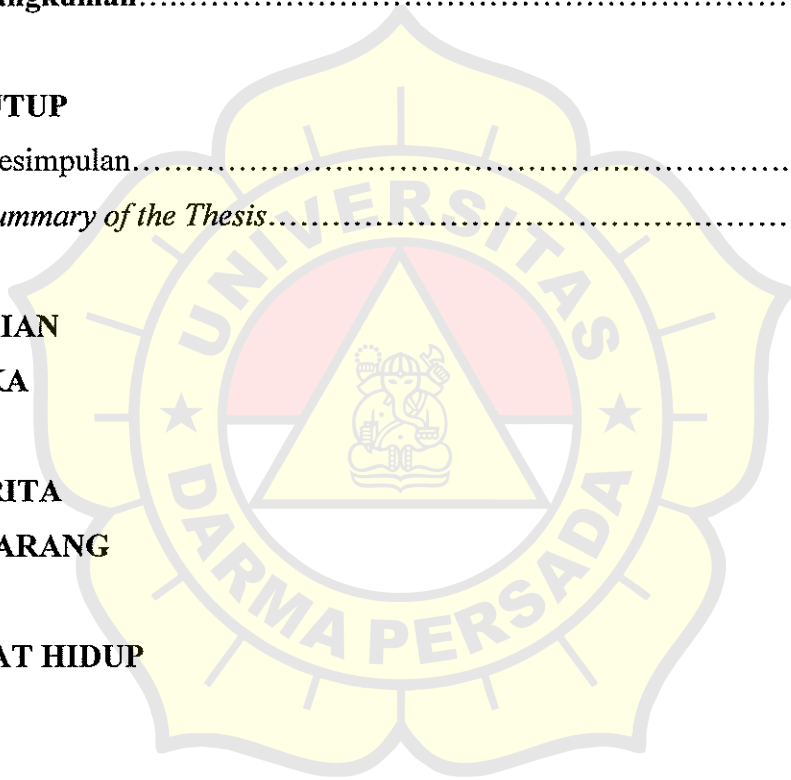 angkuman..........................................................
UTUP
esimpulan..........................................................
ummary of the Thesis..............................................
IAN
KA
RITA
ARANG
AT HIDUP
UNIVERSITAS
DARMA PERSADA